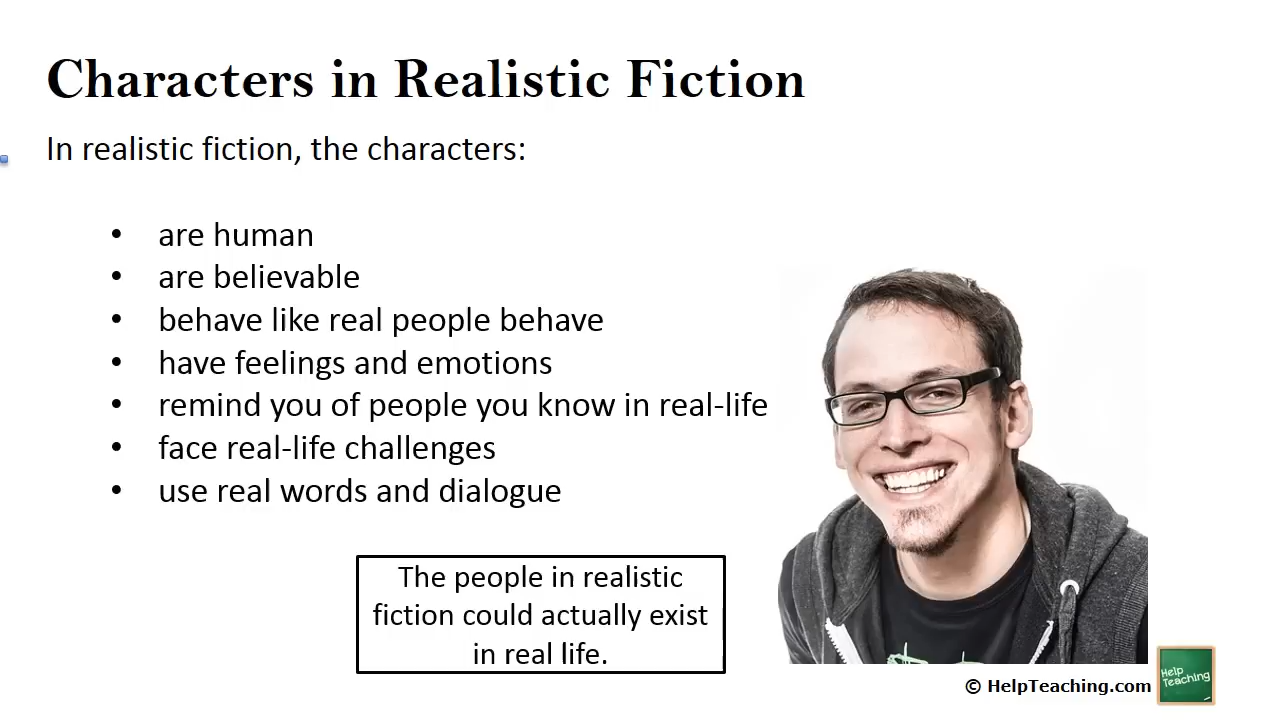 Characters in Realistic Fiction
In realistic fiction, the characters:
• are human
• are believable
• behave like real people behave
• have feelings and emotions
• remind you of people you know in real-life
• face real-life challenges
• use real words and dialogue
The people in realistic
fiction could actually exist
in real life.
© HelpTeaching.com
Help
Teaching